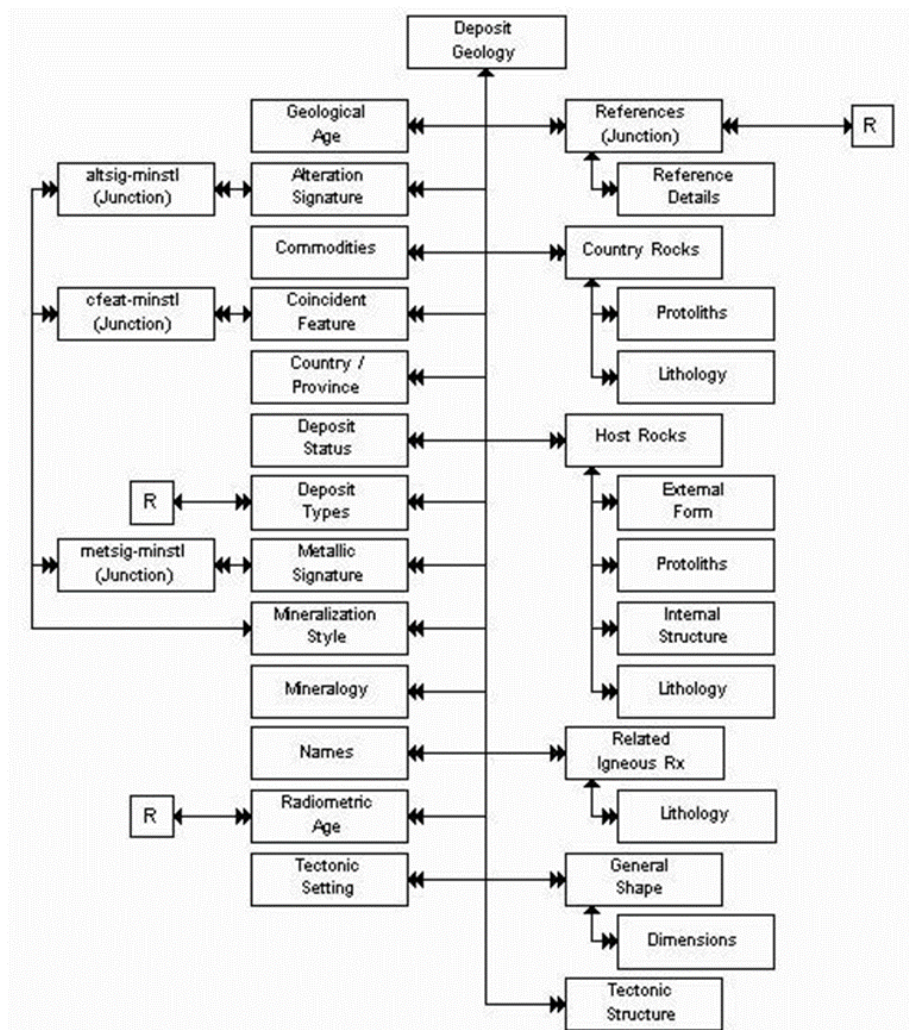 Deposit
Geology
Geological
Age
References
(Junction)
R
altsig-minstl
(Junction)
Alteration
Signature
Reference
Details
Commodities
Country Rocks
cfeat-minstl
(Junction)
Coincident
Feature
Protoliths
Country /
Province
Lithology
Deposit
Status
Host Rocks
R
Deposit
Types
External
Form
metsig-minstl
(Junction)
Metallic
Signature
Protoliths
Mineralization
Style
Internal
Structure
Mineralogy
Lithology
Names
Related
Igneous Rx
R
Radiometric
Age
Lithology
Tectonic
Setting
General
Shape
Dimensions
Tectonic
Structure